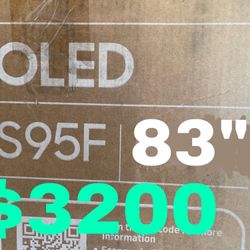 OLED
S95F 83"
$3200
information